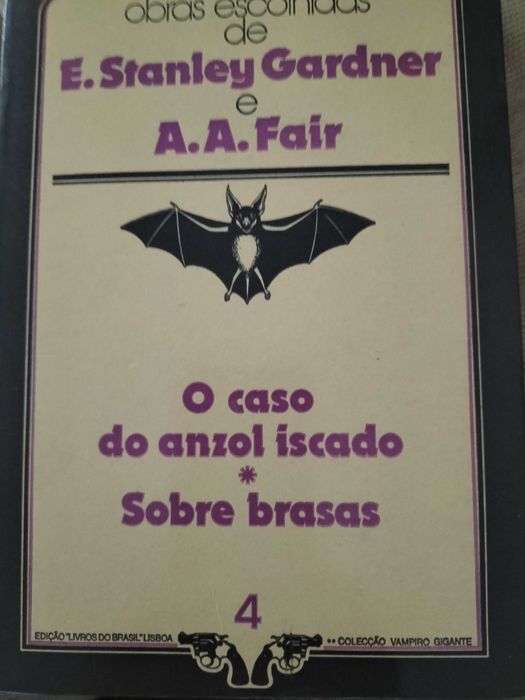 obras escolhidas
de
E. Stanley Gardner
e
A. A. Fair
O caso
do anzol iscado
*
Sobre brasas
4
EDIÇÃO "LIVROS DO BRASIL" LISBOA
•• COLECÇÃO VAMPIRO GIGANTE